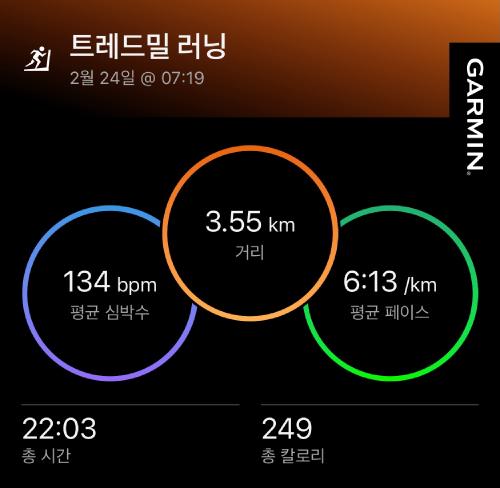 트레드밀 러닝
2월 24일 @ 07:19
GARMIN
3.55 km
거리
134 bpm
평균 심박수
6:13 /km
평균 페이스
22:03
총 시간
249
총 칼로리